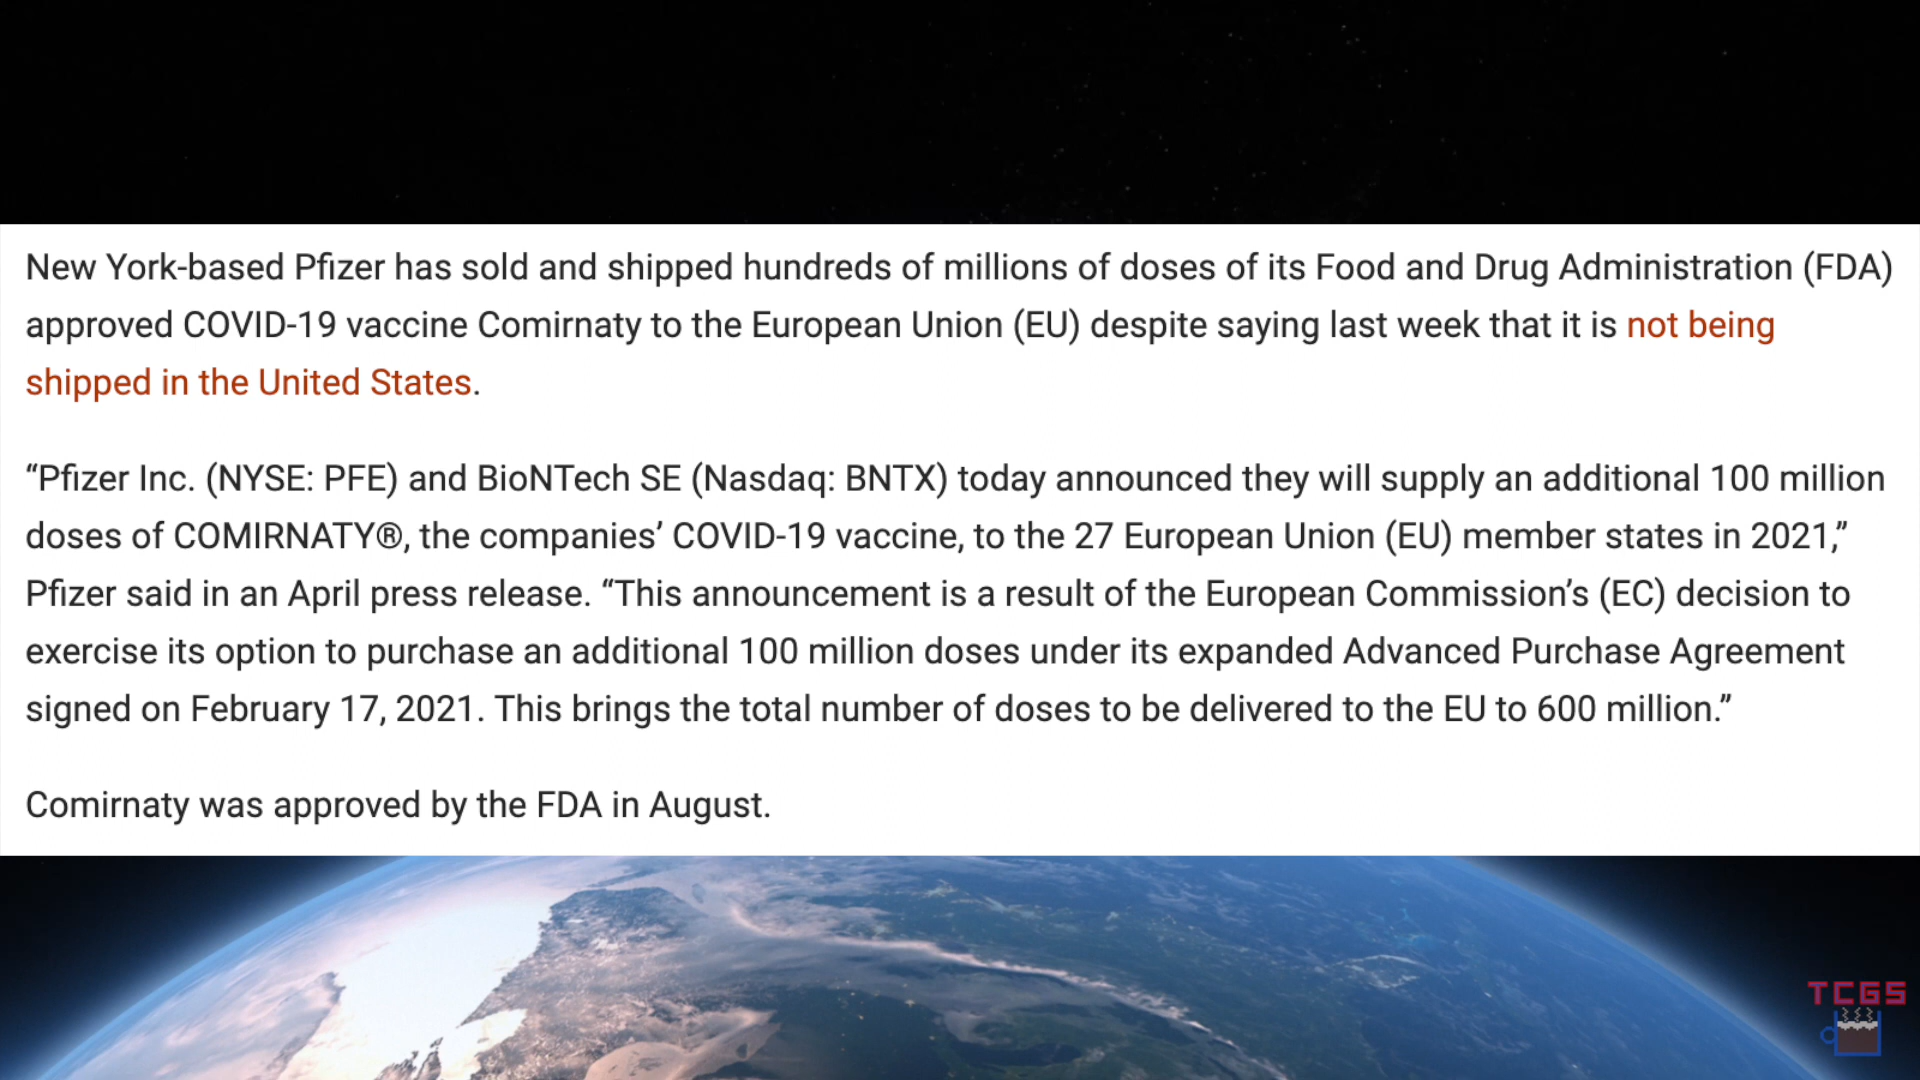 New York-based Pfizer has sold and shipped hundreds of millions of doses of its Food and Drug Administration (FDA)
approved COVID-19 vaccine Comirnaty to the European Union (EU) despite saying last week that it is not being
shipped in the United States.
“Pfizer Inc. (NYSE: PFE) and BioNTech SE (Nasdaq: BNTX) today announced they will supply an additional 100 million
doses of COMIRNATY®, the companies’ COVID-19 vaccine, to the 27 European Union (EU) member states in 2021,”
Pfizer said in an April press release. “This announcement is a result of the European Commission’s (EC) decision to
exercise its option to purchase an additional 100 million doses under its expanded Advanced Purchase Agreement
signed on February 17, 2021. This brings the total number of doses to be delivered to the EU to 600 million.”
Comirnaty was approved by the FDA in August.
TCGS